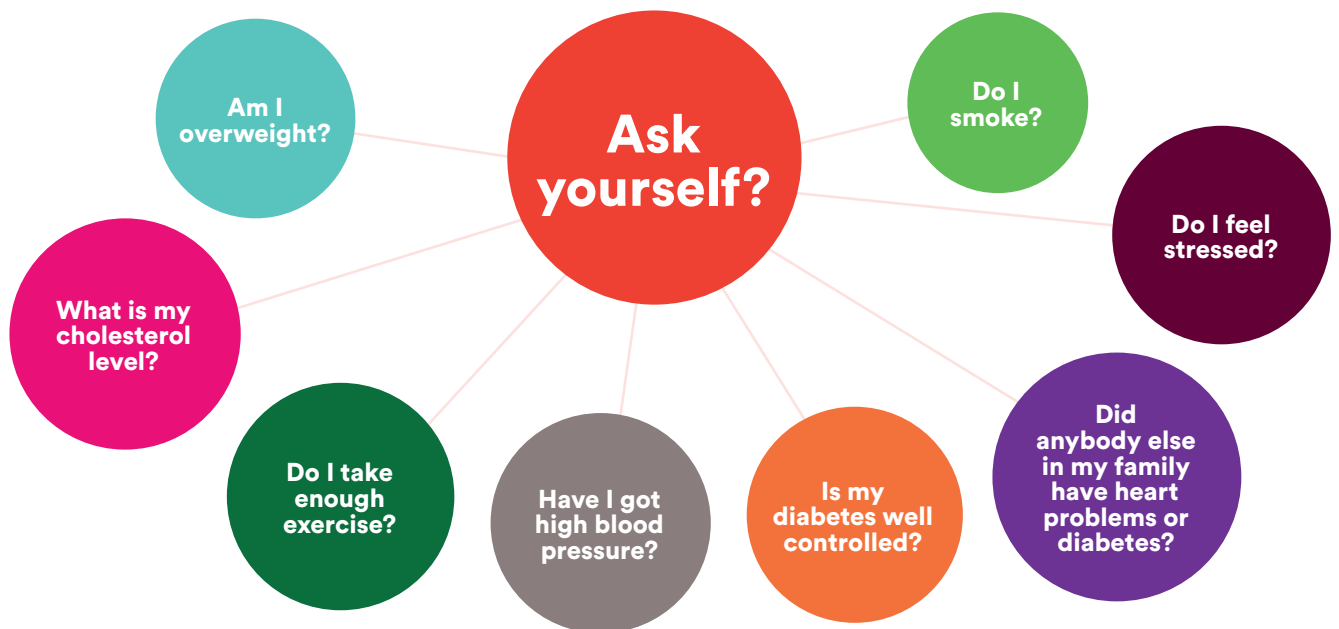 Ask
yourself?
Am I
overweight?
What is my
cholesterol
level?
Do I take
enough
exercise?
Have I got
high blood
pressure?
Is my
diabetes well
controlled?
Did
anybody else
in my family
have heart
problems or
diabetes?
Do I feel
stressed?
Do I
smoke?